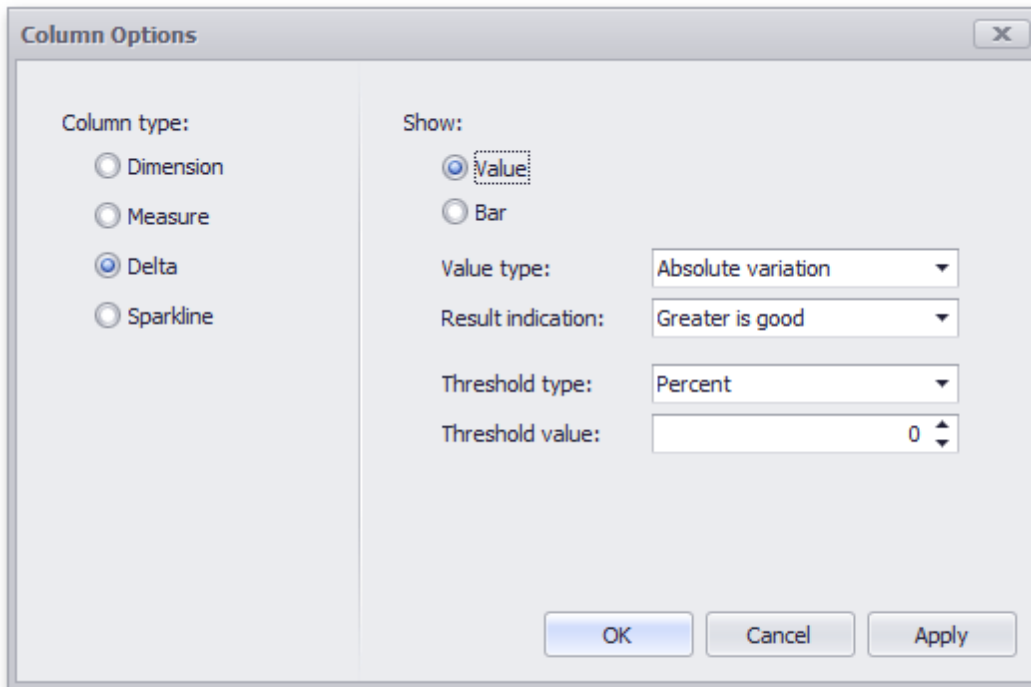 Column Options
Column type:
Dimension
Measure
Delta
Sparkline
Show:
Value
Bar
Value type: Absolute variation
Result indication: Greater is good
Threshold type: Percent
Threshold value: 0
OK Cancel Apply